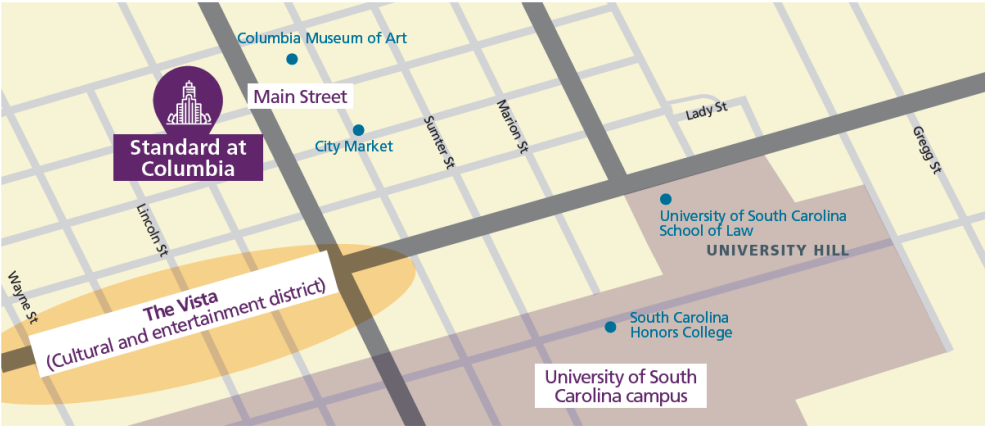 Columbia Museum of Art
Main Street
Standard at
Columbia
City Market
Sumter St
Marion St
Lady St
Gregg St
Lincoln St
Wayne St
University of South Carolina
School of Law
UNIVERSITY HILL
The Vista
(Cultural and entertainment district)
South Carolina
Honors College
University of South
Carolina campus